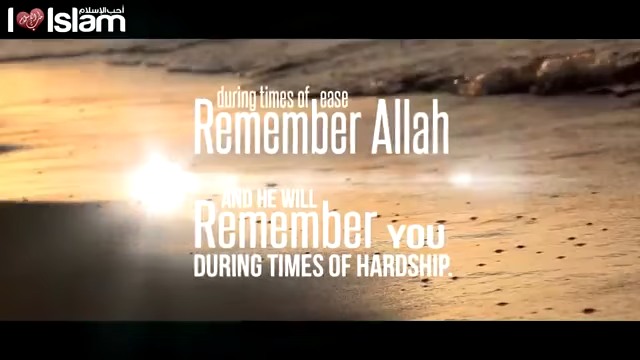 أحب الإسلام
I Islam
during times of ease
Remember Allah
AND HE WILL
Remember YOU
DURING TIMES OF HARDSHIP.